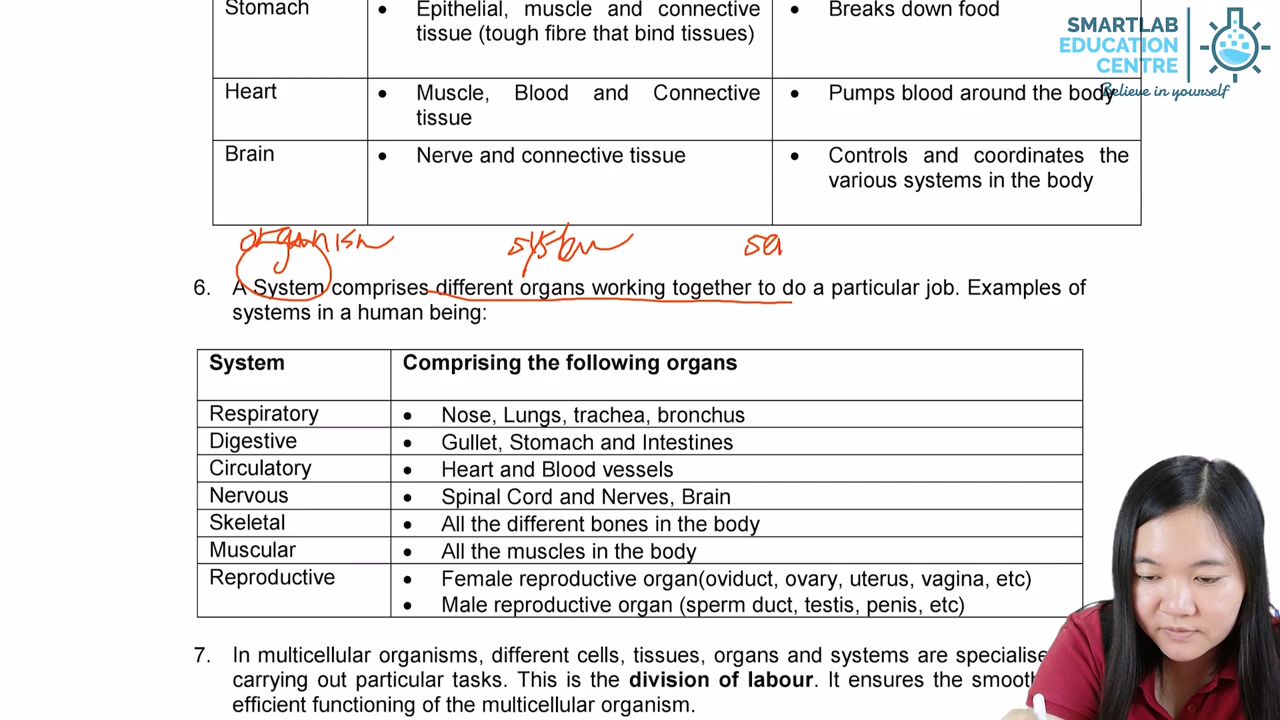 Stomach • Epithelial, muscle and connective tissue (tough fibre that bind tissues) • Breaks down food
SMARTLAB
EDUCATION
CENTRE
Believe in yourself
Heart • Muscle, Blood and Connective tissue • Pumps blood around the body
Brain • Nerve and connective tissue • Controls and coordinates the various systems in the body
organism system
6. A System comprises different organs working together to do a particular job. Examples of
systems in a human being:
System Comprising the following organs
Respiratory • Nose, Lungs, trachea, bronchus
Digestive • Gullet, Stomach and Intestines
Circulatory • Heart and Blood vessels
Nervous • Spinal Cord and Nerves, Brain
Skeletal • All the different bones in the body
Muscular • All the muscles in the body
Reproductive • Female reproductive organ(oviduct, ovary, uterus, vagina, etc)
• Male reproductive organ (sperm duct, testis, penis, etc)
7. In multicellular organisms, different cells, tissues, organs and systems are specialise
carrying out particular tasks. This is the division of labour. It ensures the smooth
efficient functioning of the multicellular organism.